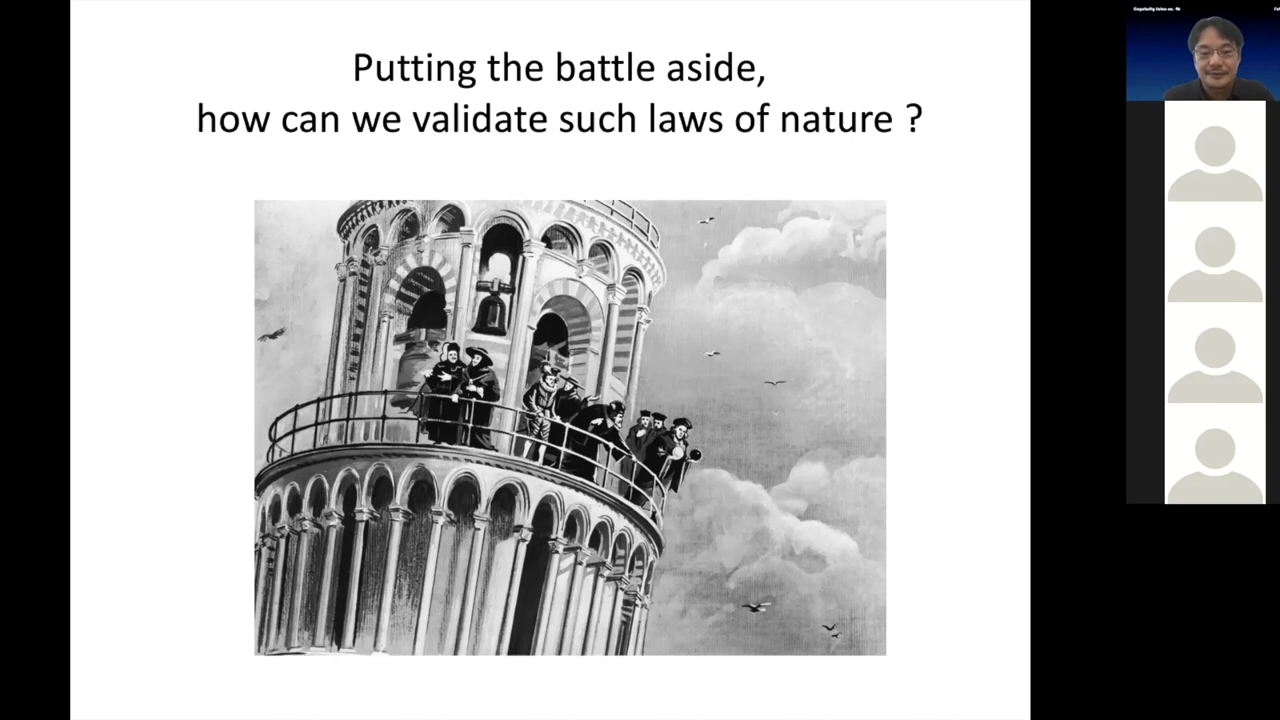 Putting the battle aside,
how can we validate such laws of nature ?